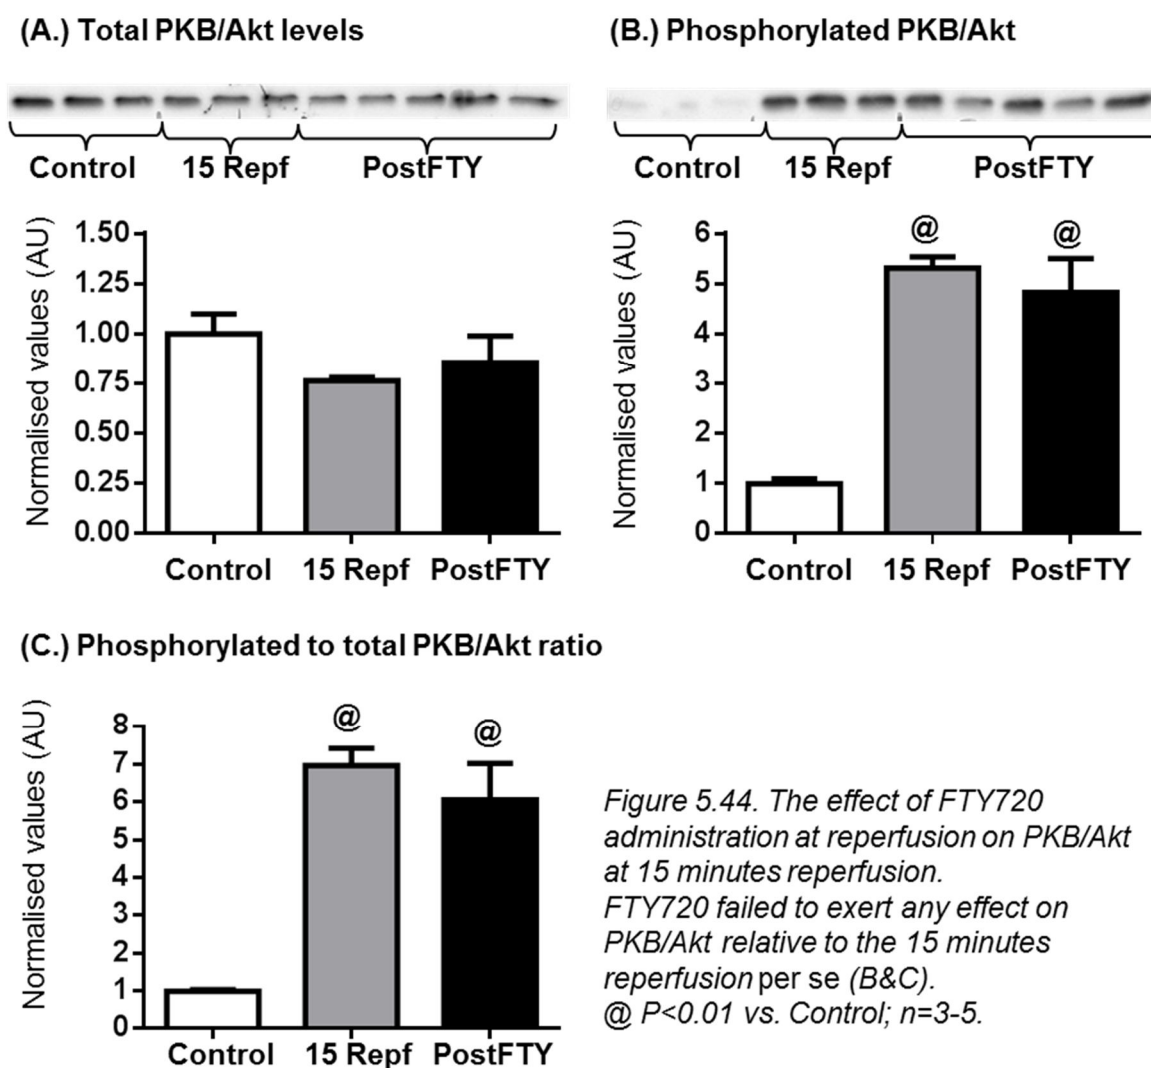 (A.) Total PKB/Akt levels
Control 15 Repf PostFTY
Normalised values (AU)
1.50
1.25
1.00
0.75
0.50
0.25
0.00
Control 15 Repf PostFTY
(B.) Phosphorylated PKB/Akt
Control 15 Repf PostFTY
Normalised values (AU)
6
5
4
3
2
1
0
@ @
Control 15 Repf PostFTY
(C.) Phosphorylated to total PKB/Akt ratio
Normalised values (AU)
8
7
6
5
4
3
2
1
0
@ @
Control 15 Repf PostFTY
Figure 5.44. The effect of FTY720
administration at reperfusion on PKB/Akt
at 15 minutes reperfusion.
FTY720 failed to exert any effect on
PKB/Akt relative to the 15 minutes
reperfusion per se (B&C).
@ P<0.01 vs. Control; n=3-5.